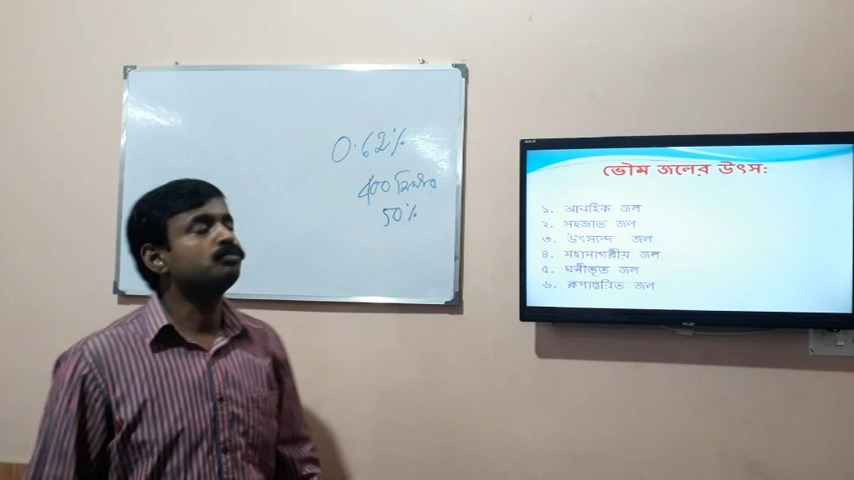 0.62%
400 মিটার
50%
ভৌম জলের উৎস:
১. আবহিক জল
২. সহজাত জল
৩. উৎস্যন্দ জল
৪. মহাসাগরীয় জল
৫. ঘনীভূত জল
৬. রূপান্তরিত জল